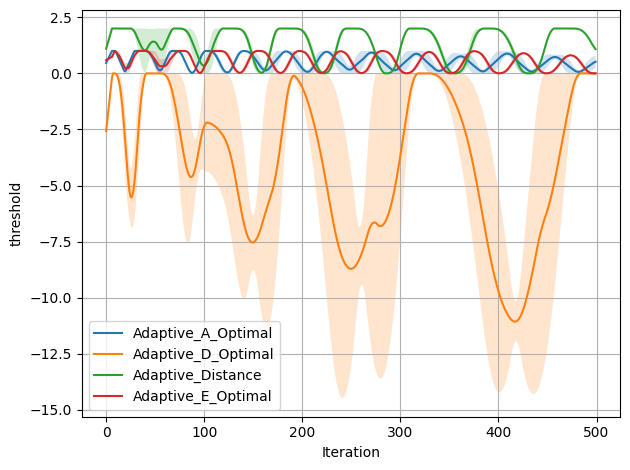 2.5
0.0
−2.5
−5.0
−7.5
−10.0
−12.5
−15.0
threshold
Adaptive_A_Optimal
Adaptive_D_Optimal
Adaptive_Distance
Adaptive_E_Optimal
0 100 200 300 400 500
Iteration